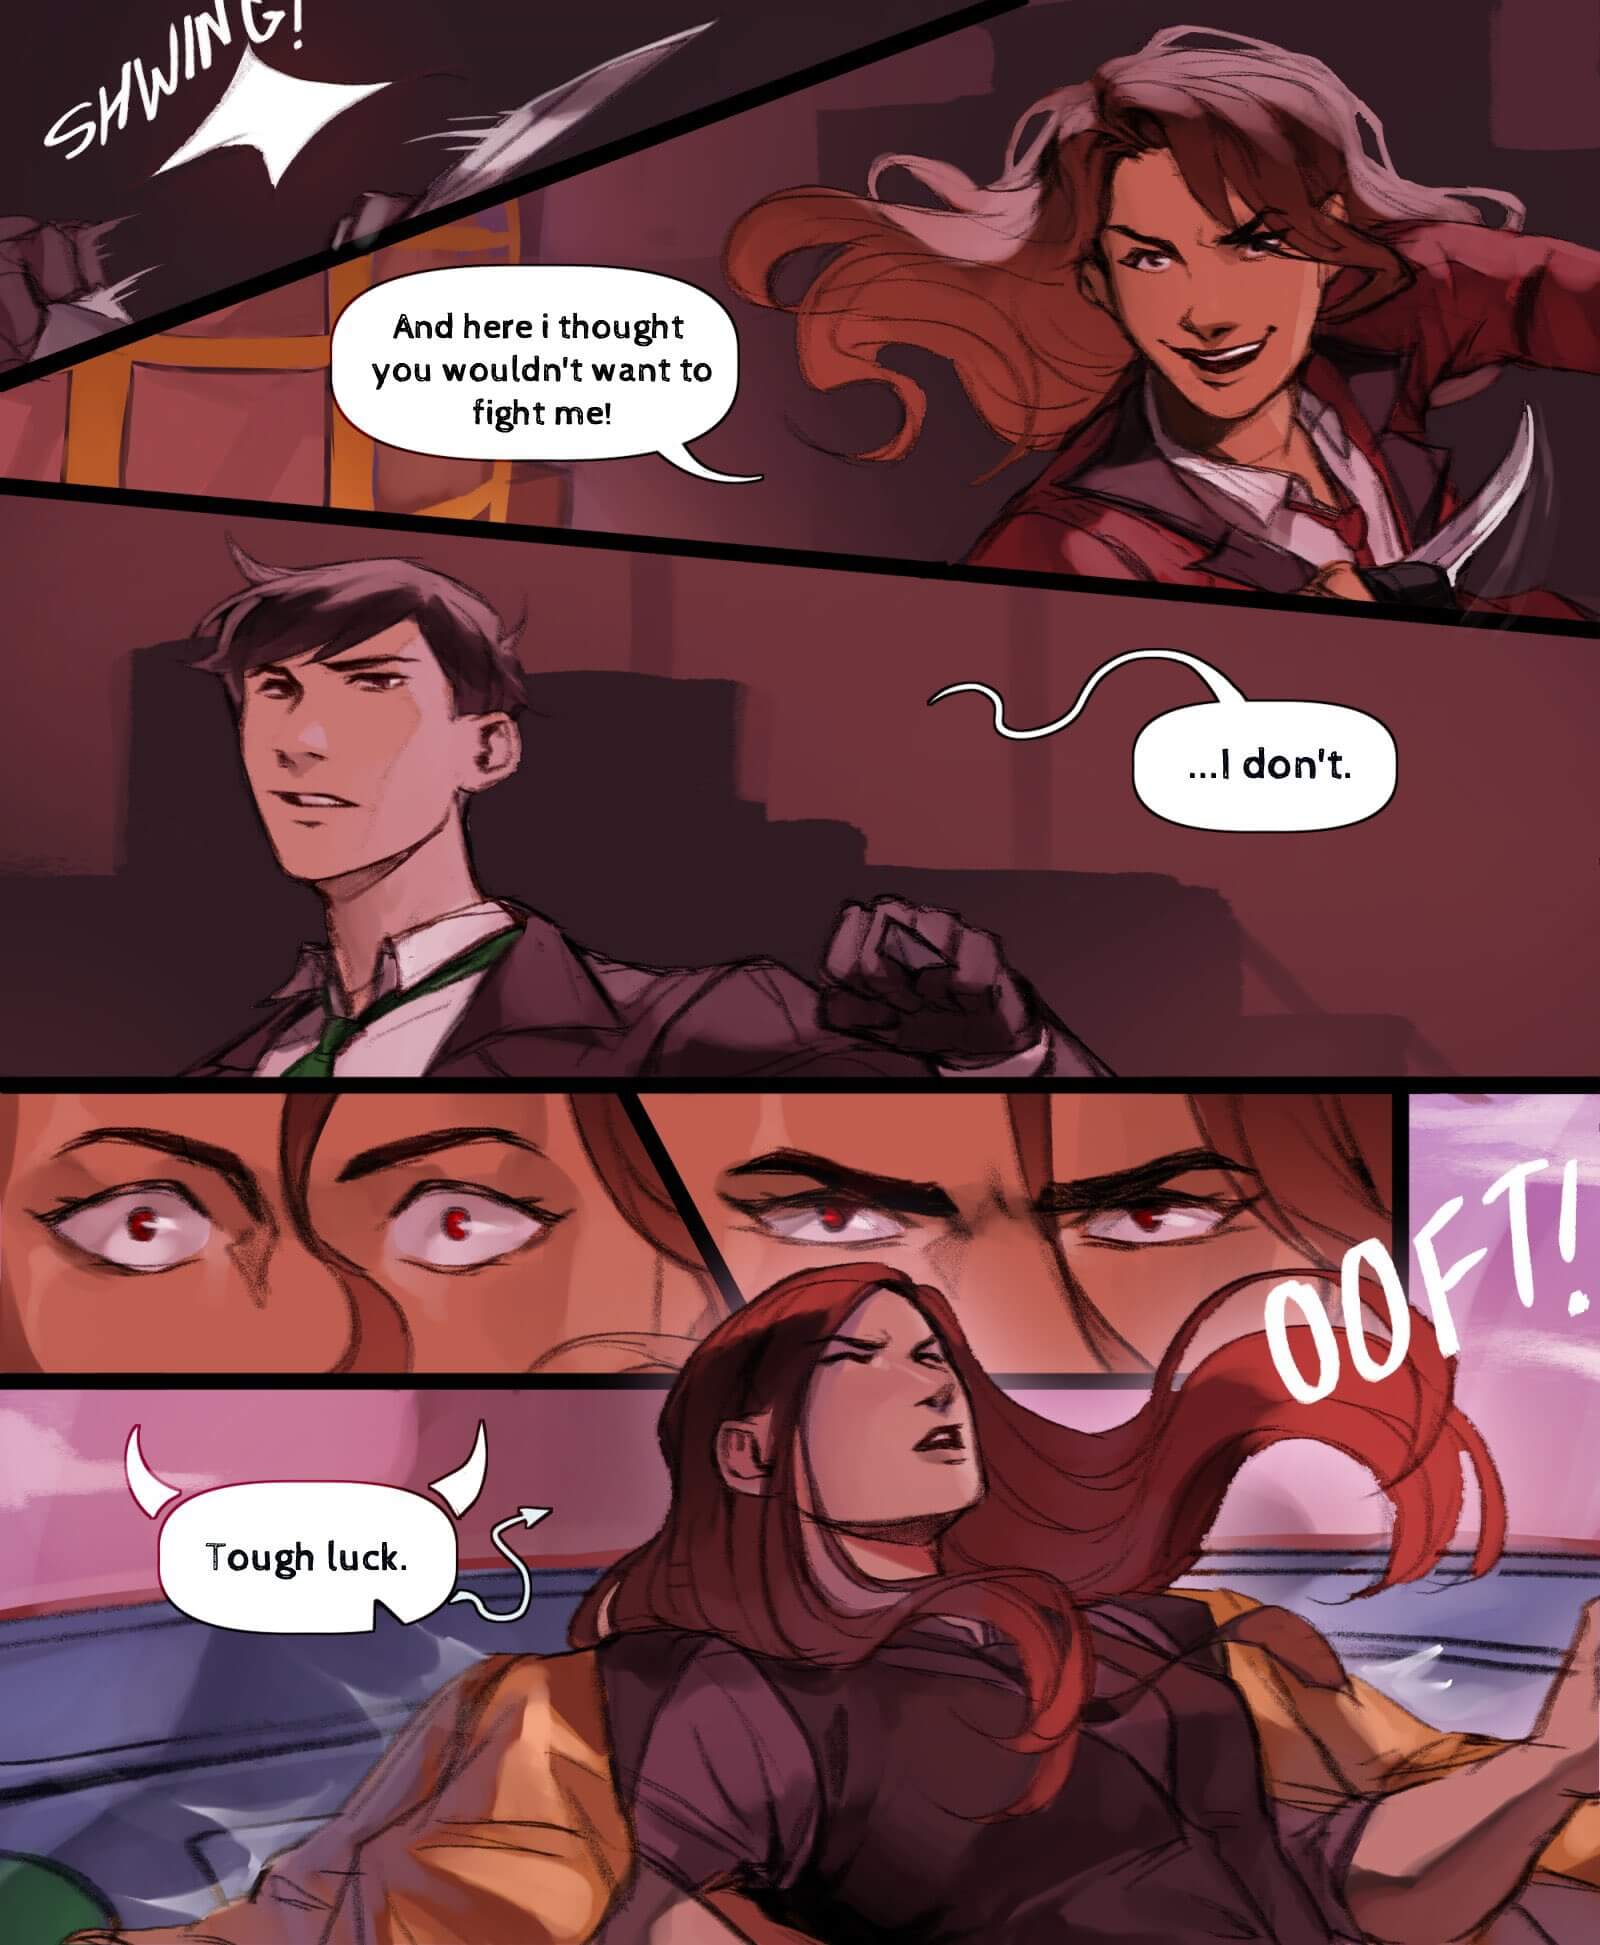 SHWING!
And here i thought
you wouldn't want to
fight me!
...I don't.
OOFT!
Tough luck.